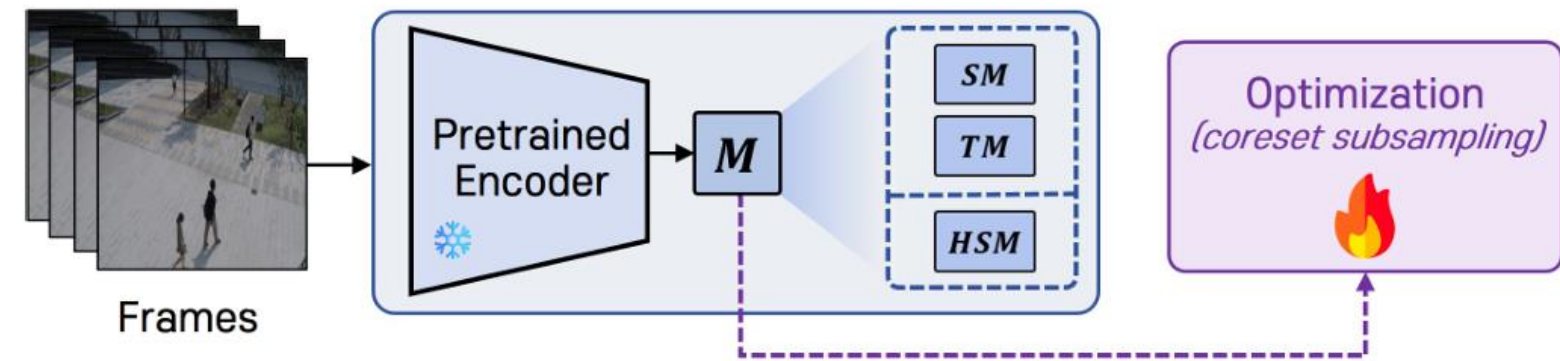 Frames
Pretrained
Encoder
M
SM
TM
HSM
Optimization
(coreset subsampling)